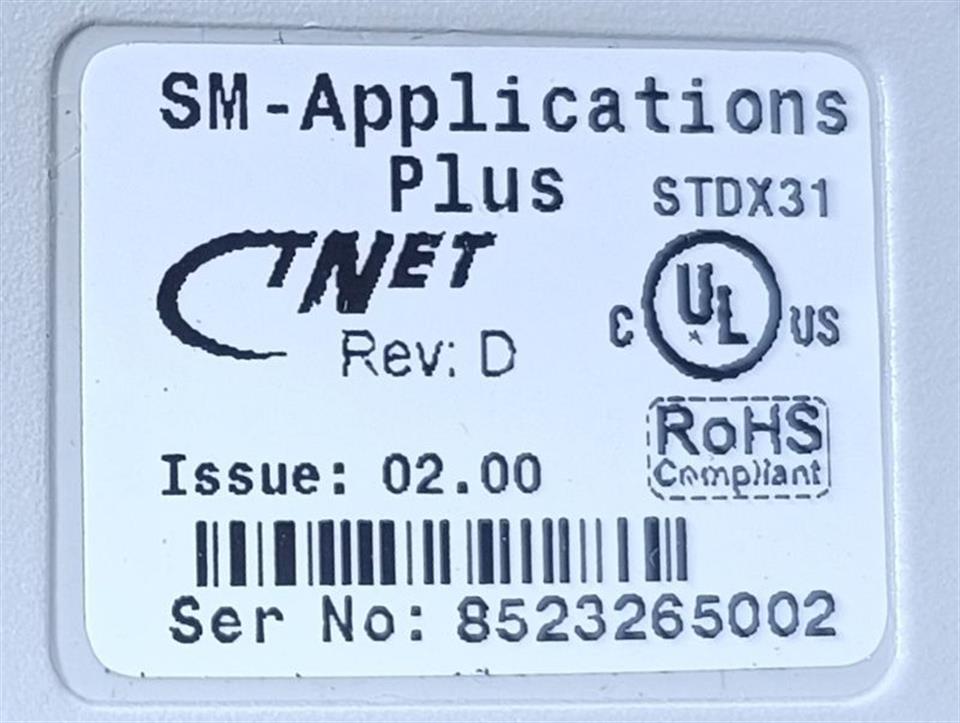 SM-Applications
Plus
STDX31
CTNET
Rev: D
C UL US
RoHS
Compliant
Issue: 02.00
Ser No: 8523265002